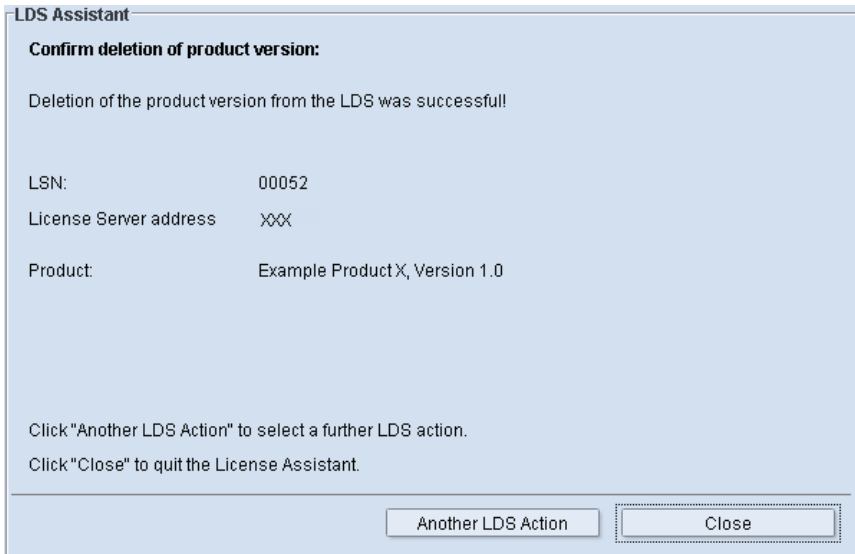 LDS Assistant
Confirm deletion of product version:
Deletion of the product version from the LDS was successful!
LSN: 00052
License Server address XXX
Product: Example Product X, Version 1.0
Click "Another LDS Action" to select a further LDS action.
Click "Close" to quit the License Assistant.
Another LDS Action Close